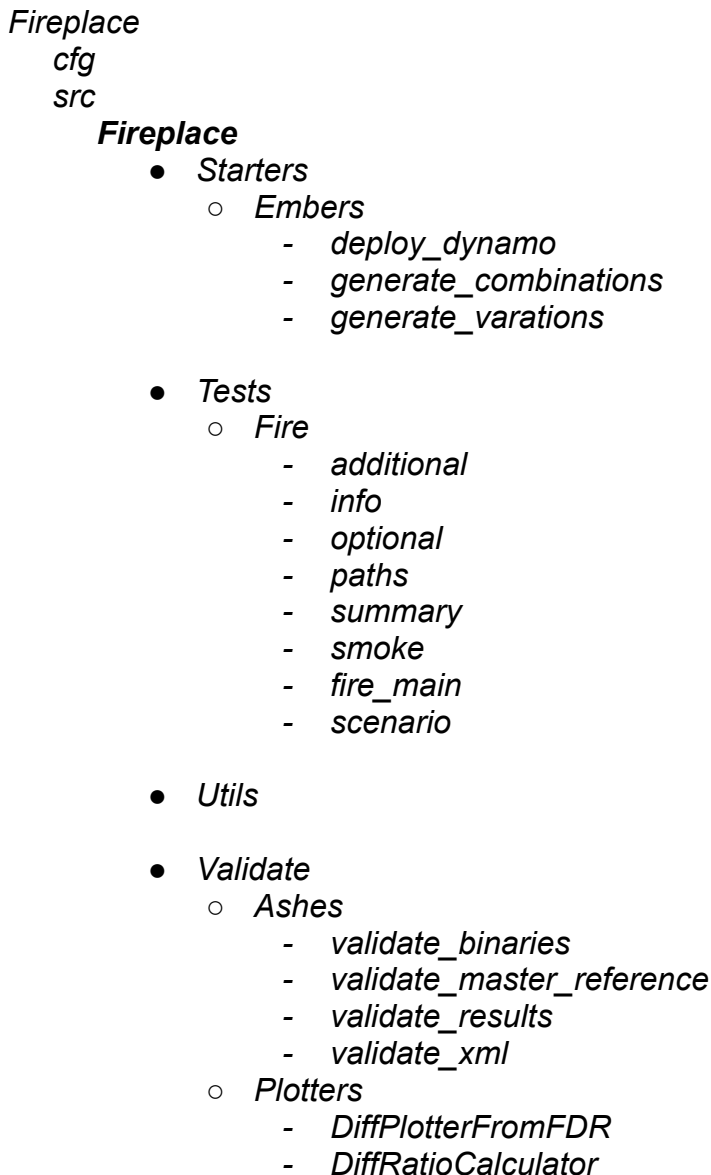 Fireplace
cfg
src
Fireplace
● Starters
○ Embers
- deploy_dynamo
- generate_combinations
- generate_varations
● Tests
○ Fire
- additional
- info
- optional
- paths
- summary
- smoke
- fire_main
- scenario
● Utils
● Validate
○ Ashes
- validate_binaries
- validate_master_reference
- validate_results
- validate_xml
○ Plotters
- DiffPlotterFromFDR
- DiffRatioCalculator